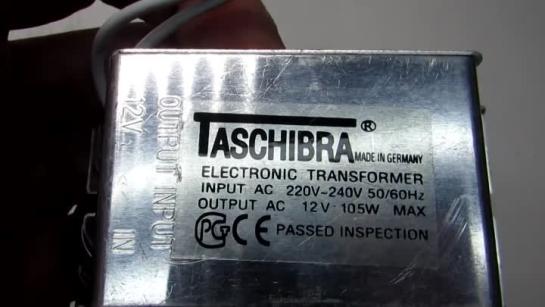 TASCHIBRA®
MADE IN GERMANY
ELECTRONIC TRANSFORMER
INPUT AC 220V~240V 50/60Hz
OUTPUT AC 12V·105W MAX
CE PASSED INSPECTION
OUTPUT INPUT
12V~
IN